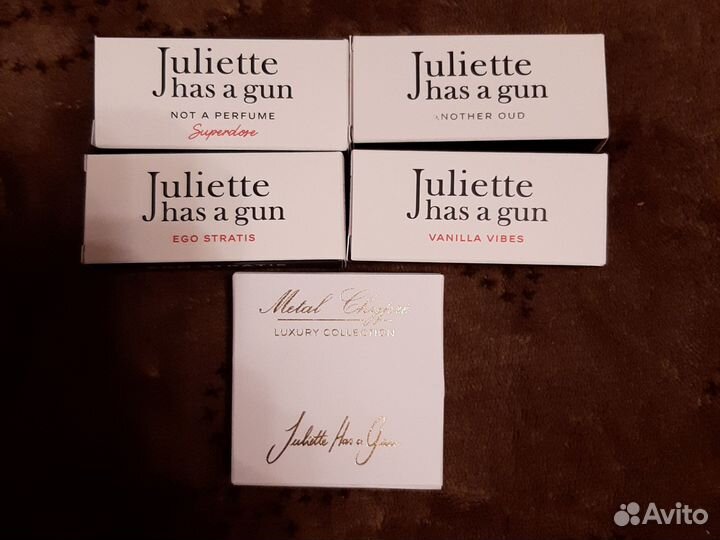 Juliette
has a gun
NOT A PERFUME
Superdose
Juliette
has a gun
ANOTHER OUD
Juliette
has a gun
EGO STRATIS
Juliette
has a gun
VANILLA VIBES
Metal Chypre
LUXURY COLLECTION
Juliette Has a Gun
Avito